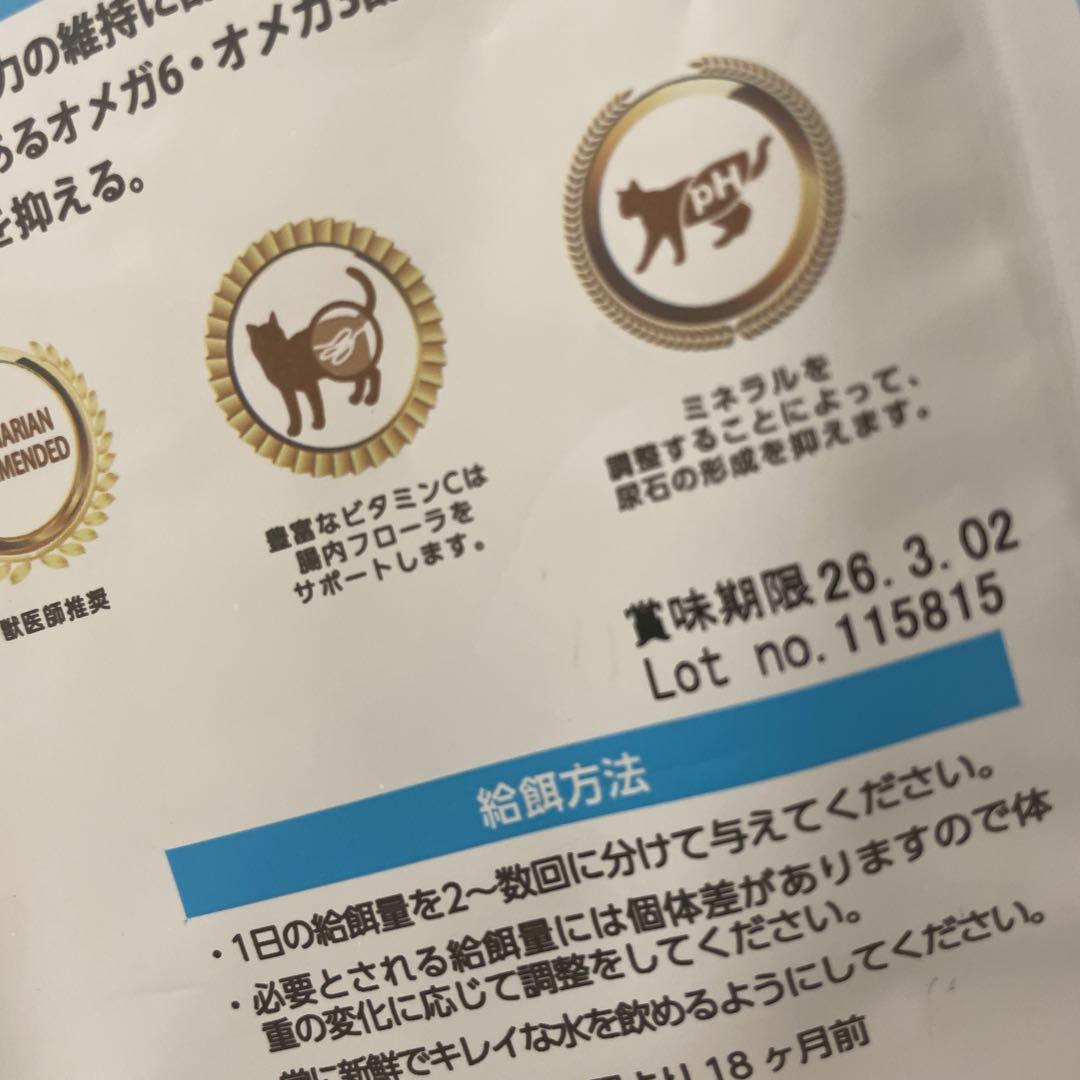 力の維持に
あるオメガ6・オメガ3
を抑える。
pH
ARIAN
MENDED
獣医師推奨
豊富なビタミンCは
腸内フローラを
サポートします。
ミネラルを
調整することによって、
尿石の形成を抑えます。
賞味期限26.3.02
Lot no.115815
給餌方法
・1日の給餌量を2～数回に分けて与えてください。
・必要とされる給餌量には個体差がありますので体
重の変化に応じて調整をしてください。
常に新鮮でキレイな水を飲めるようにしてください。
より18ヶ月前